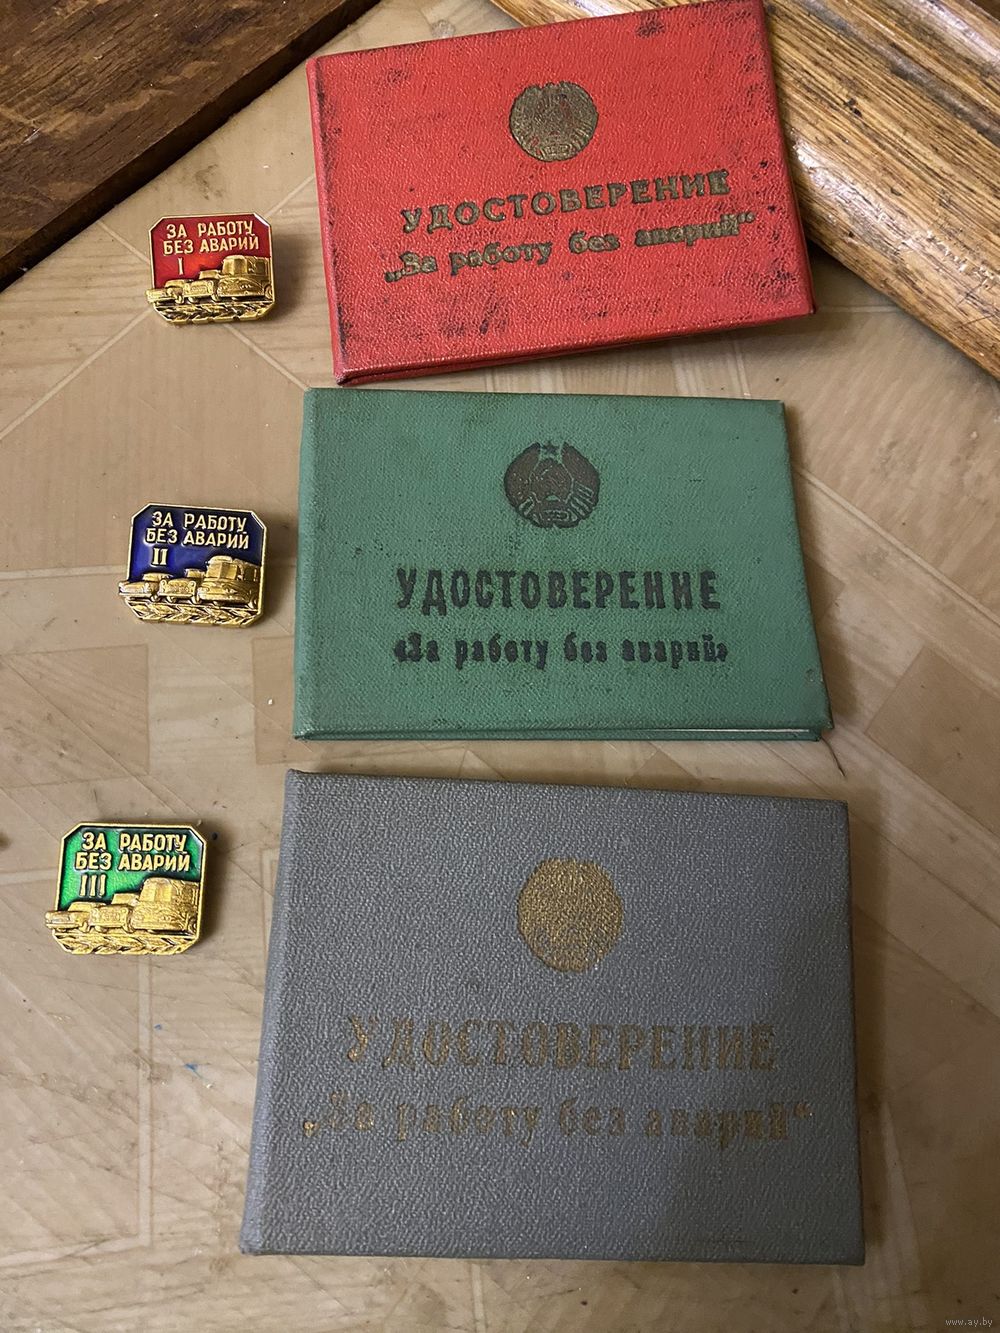 УДОСТОВЕРЕНИЕ
„За работу без аварий“
ЗА РАБОТУ
БЕЗ АВАРИЙ
I
УДОСТОВЕРЕНИЕ
«За работу без аварий»
ЗА РАБОТУ
БЕЗ АВАРИЙ
II
УДОСТОВЕРЕНИЕ
„За работу без аварий“
ЗА РАБОТУ
БЕЗ АВАРИЙ
III
www.ay.by